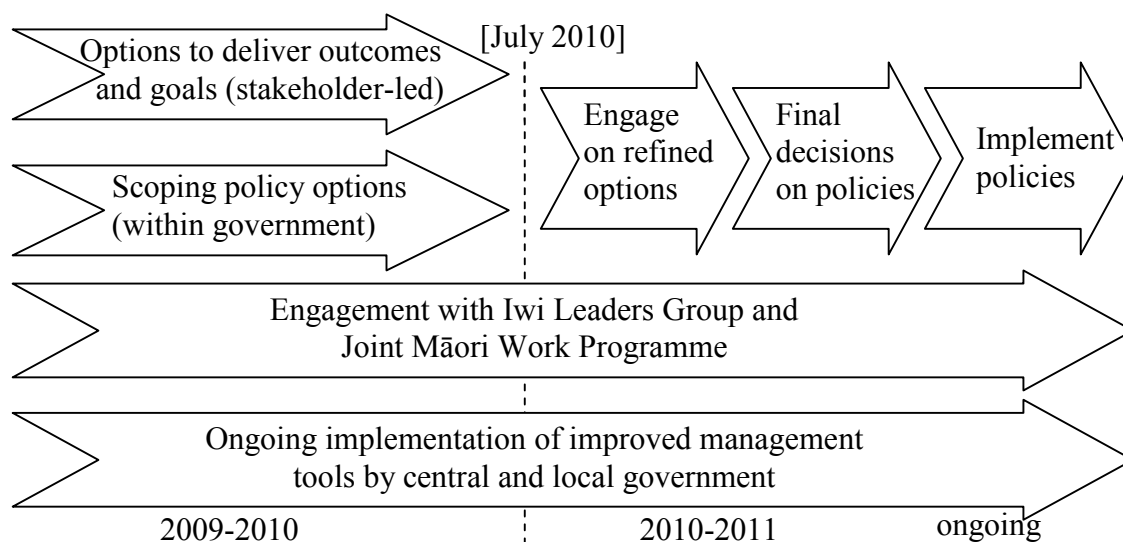 Options to deliver outcomes
and goals (stakeholder-led)
[July 2010]
Scoping policy options
(within government)
Engage
on refined
options
Final
decisions
on policies
Implement
policies
Engagement with Iwi Leaders Group and
Joint Māori Work Programme
Ongoing implementation of improved management
tools by central and local government
2009-2010
2010-2011
ongoing